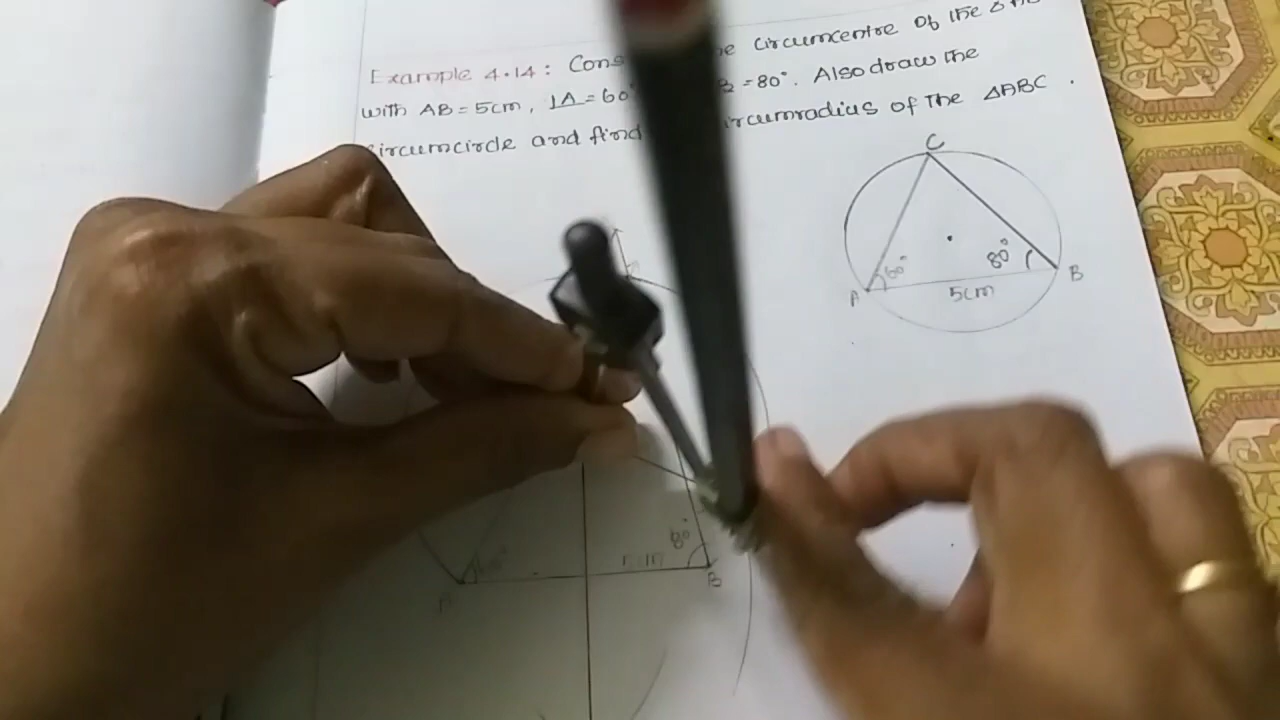 Example 4.14: Cons he circumcentre of the Δ
with AB = 5cm, ∠A = 60° = 80°. Also draw the
circumcircle and find ircumradius of the ΔABC .
C
60°
80°
A
5cm
B
80°
B